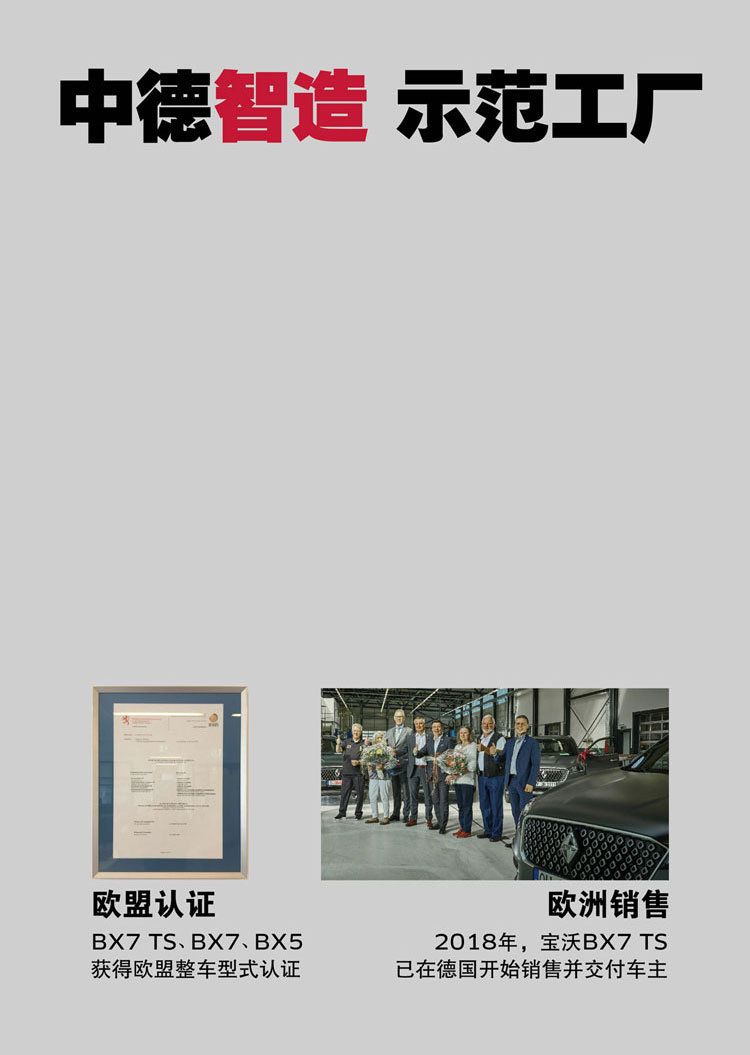 中德智造 示范工厂
欧盟认证
BX7 TS、BX7、BX5
获得欧盟整车型式认证
欧洲销售
2018年，宝沃BX7 TS
已在德国开始销售并交付车主